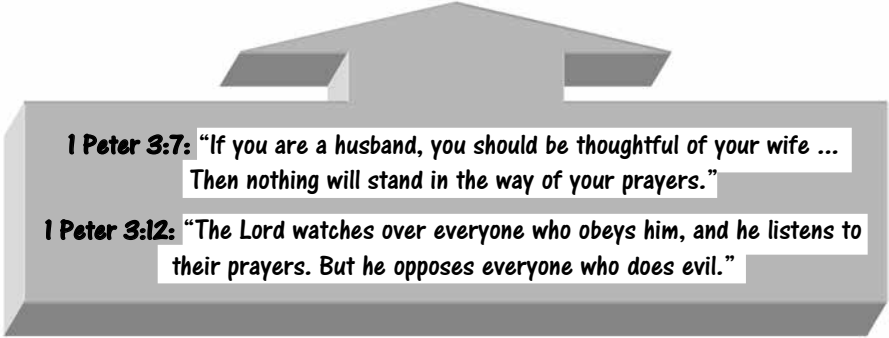 1 Peter 3:7: “If you are a husband, you should be thoughtful of your wife ...
Then nothing will stand in the way of your prayers.”
1 Peter 3:12: “The Lord watches over everyone who obeys him, and he listens to
their prayers. But he opposes everyone who does evil.”